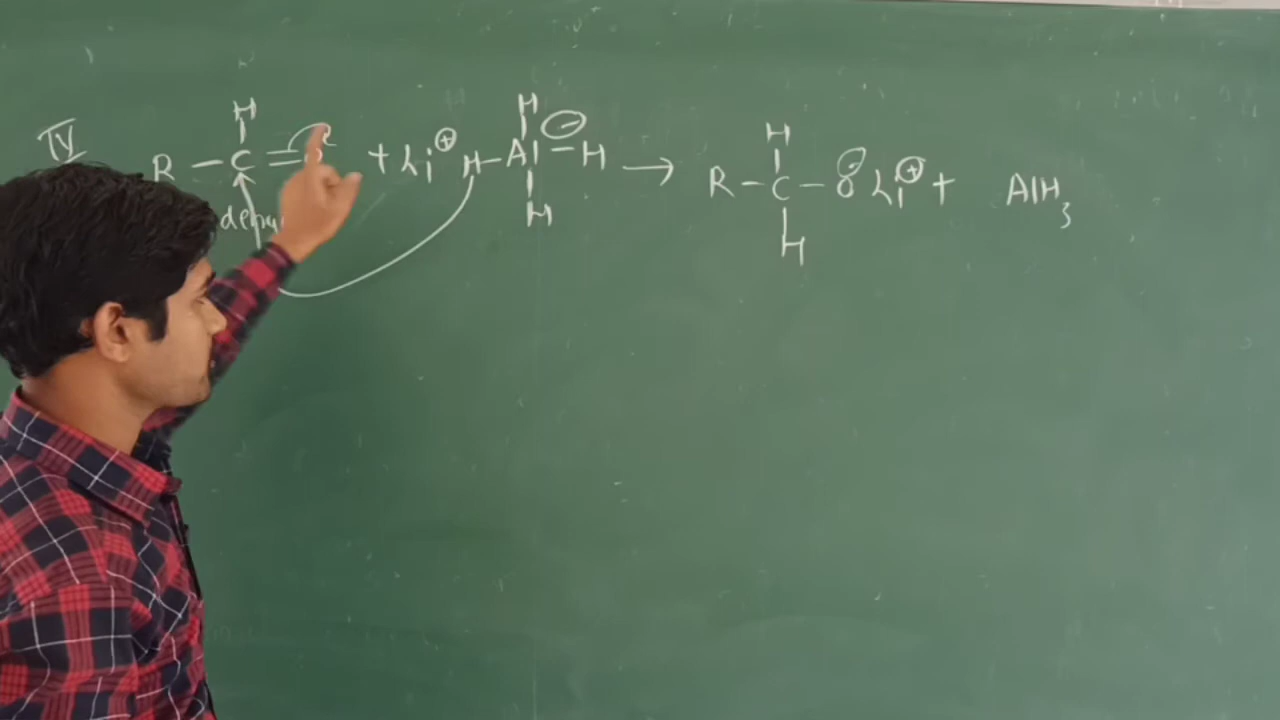 IV
H H ⊖ H
R - C = O + Li⊕ H - Al - H → R - C - O⊖ Li⊕ + AlH3
H H